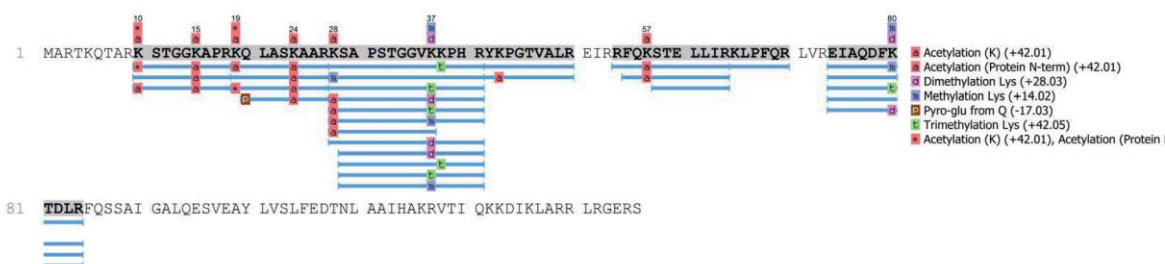 10 15 19 24 28 37 57 80
* a * a a m a m
a a d d
1 MARTKQTARK STGGKAPRKQ LASKAARKSA PSTGGVKKPH RYKPGTVALR EIRRFQKSTE LLIRKLPFQR LVREIAQDFK
* a a a t a m
a a a m a a t
a a * a t d
p a a d
a t
a m
a
d
d
t
t
m
a Acetylation (K) (+42.01)
a Acetylation (Protein N-term) (+42.01)
d Dimethylation Lys (+28.03)
m Methylation Lys (+14.02)
p Pyro-glu from Q (-17.03)
t Trimethylation Lys (+42.05)
* Acetylation (K) (+42.01), Acetylation (Protein
81 TDLRFQSSAI GALQESVEAY LVSLFEDTNL AAIHAKRVTI QKKDIKLARR LRGERS